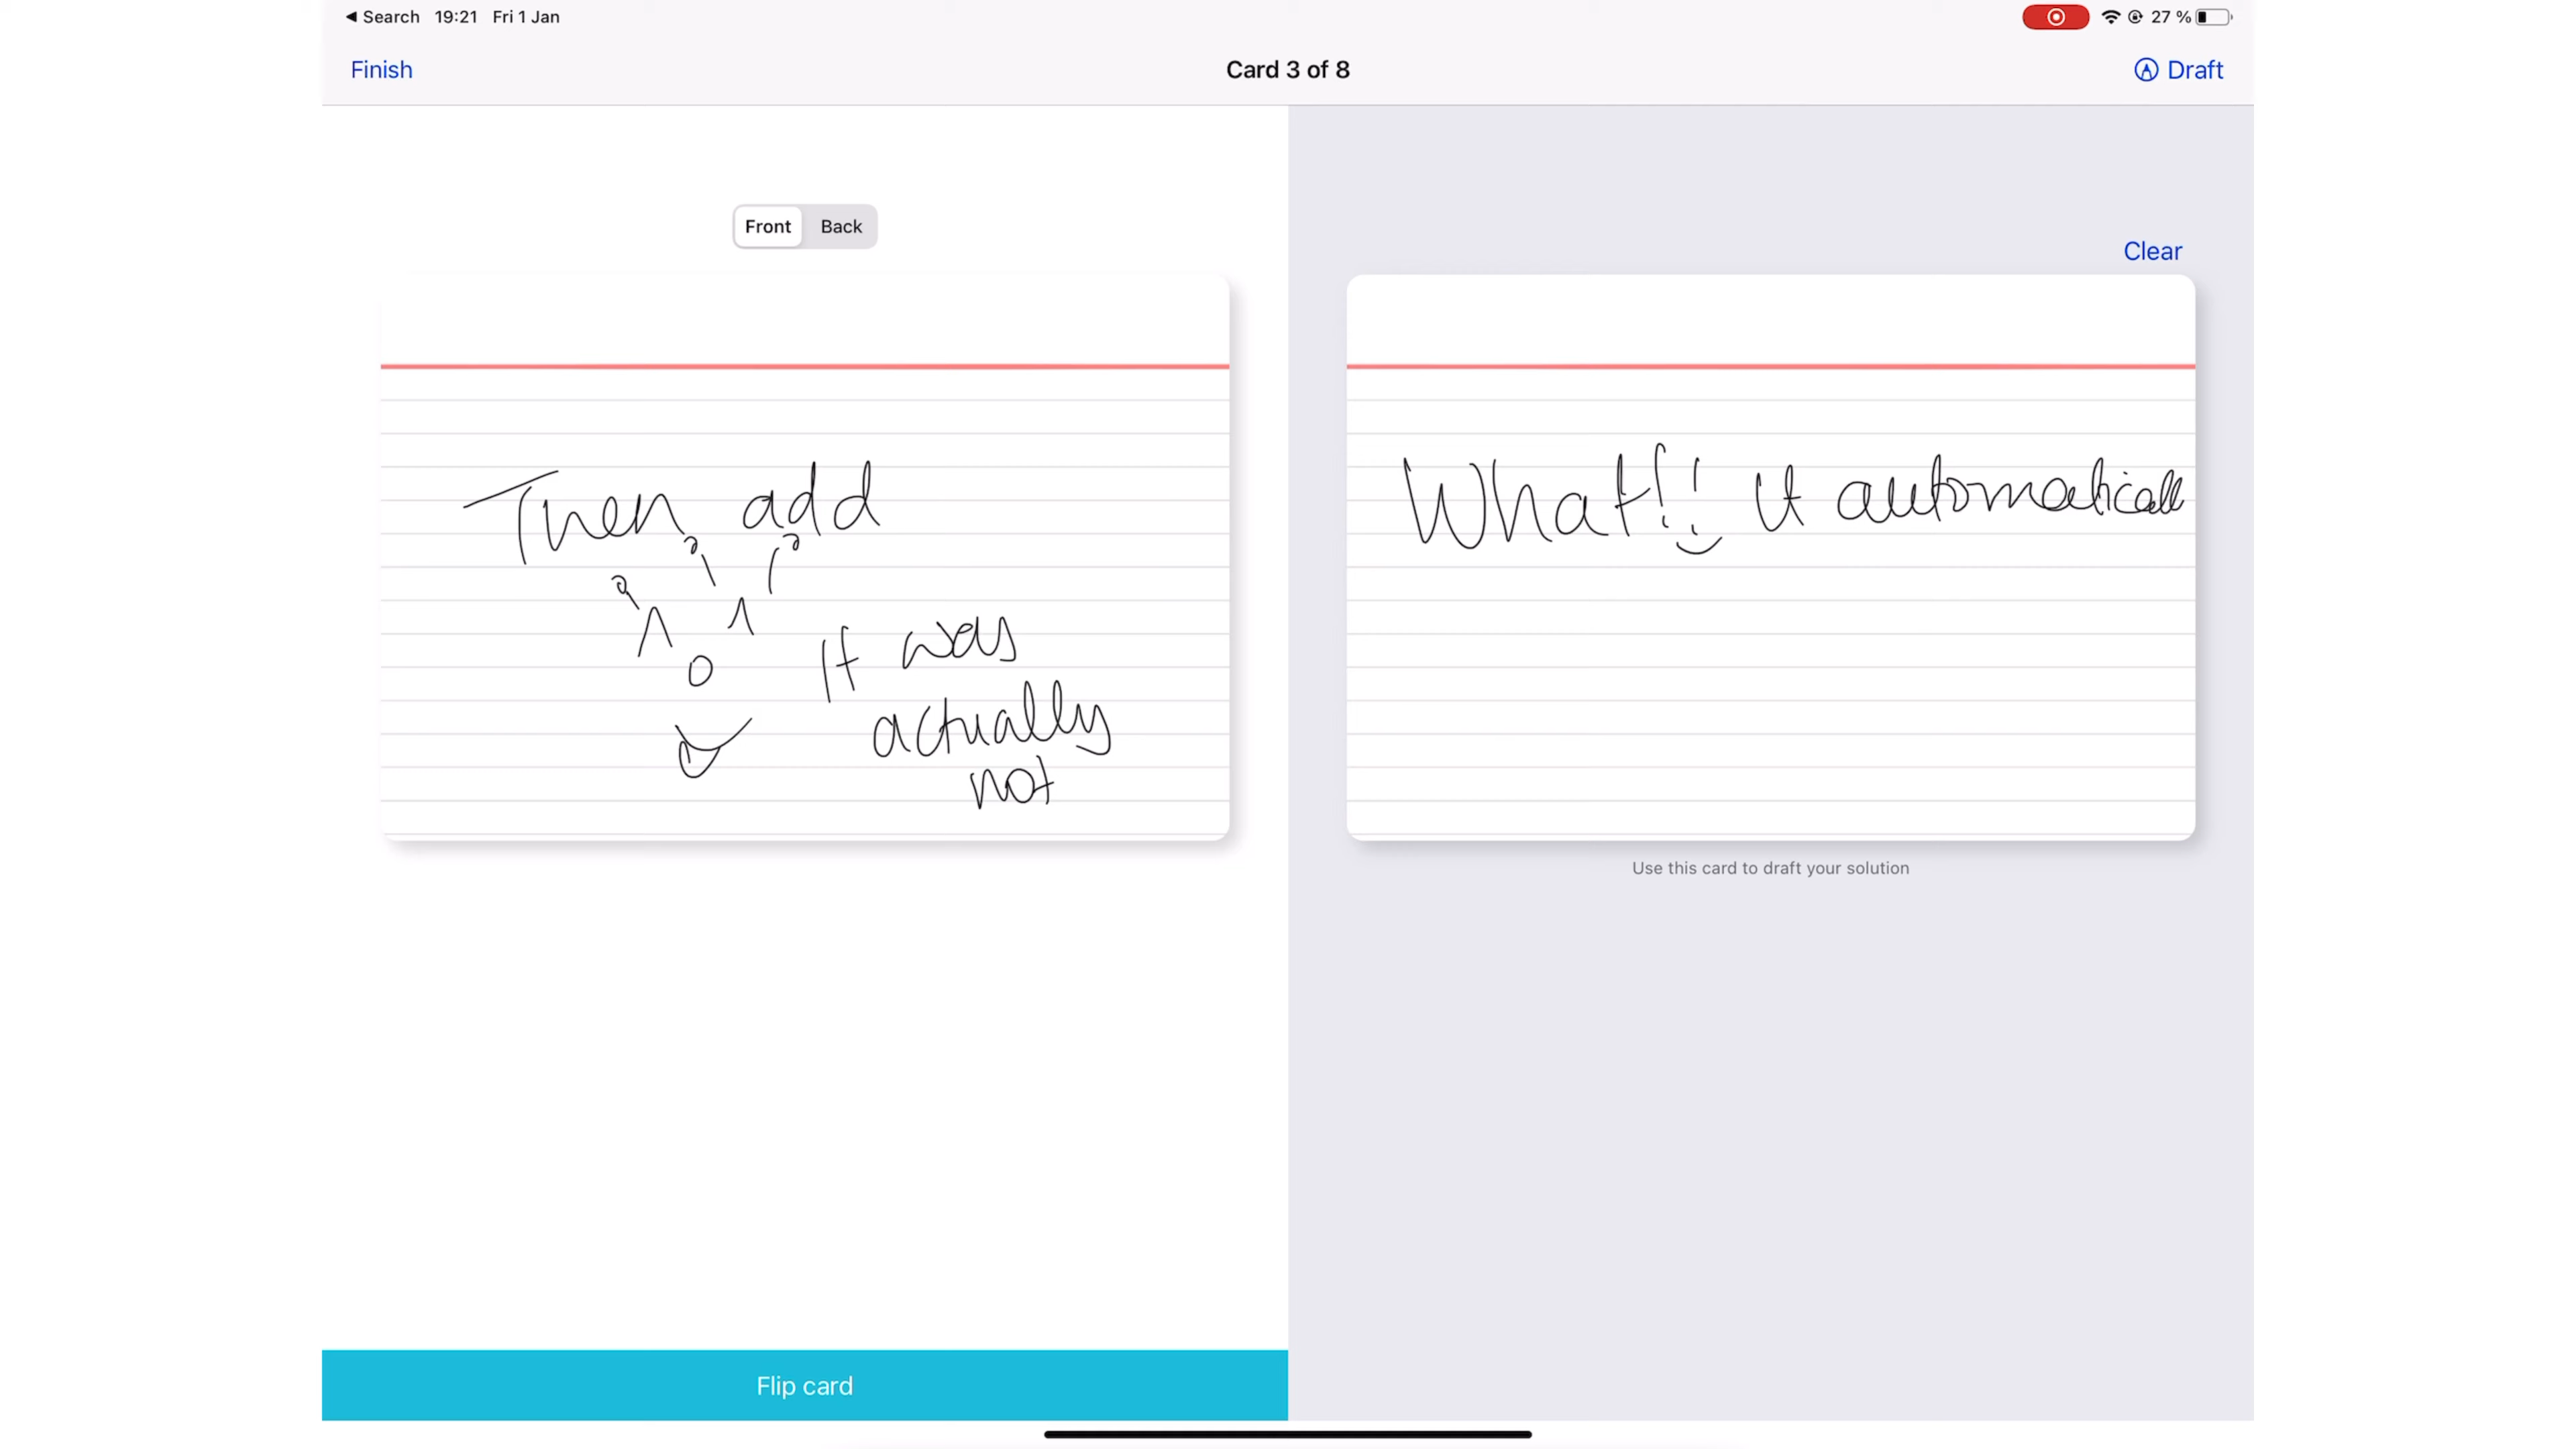 Search 19:21 Fri 1 Jan 27 %
Finish Card 3 of 8 Draft
Front Back
Then add
It was
actually
not
Flip card
Clear
What!! It automaticall
Use this card to draft your solution